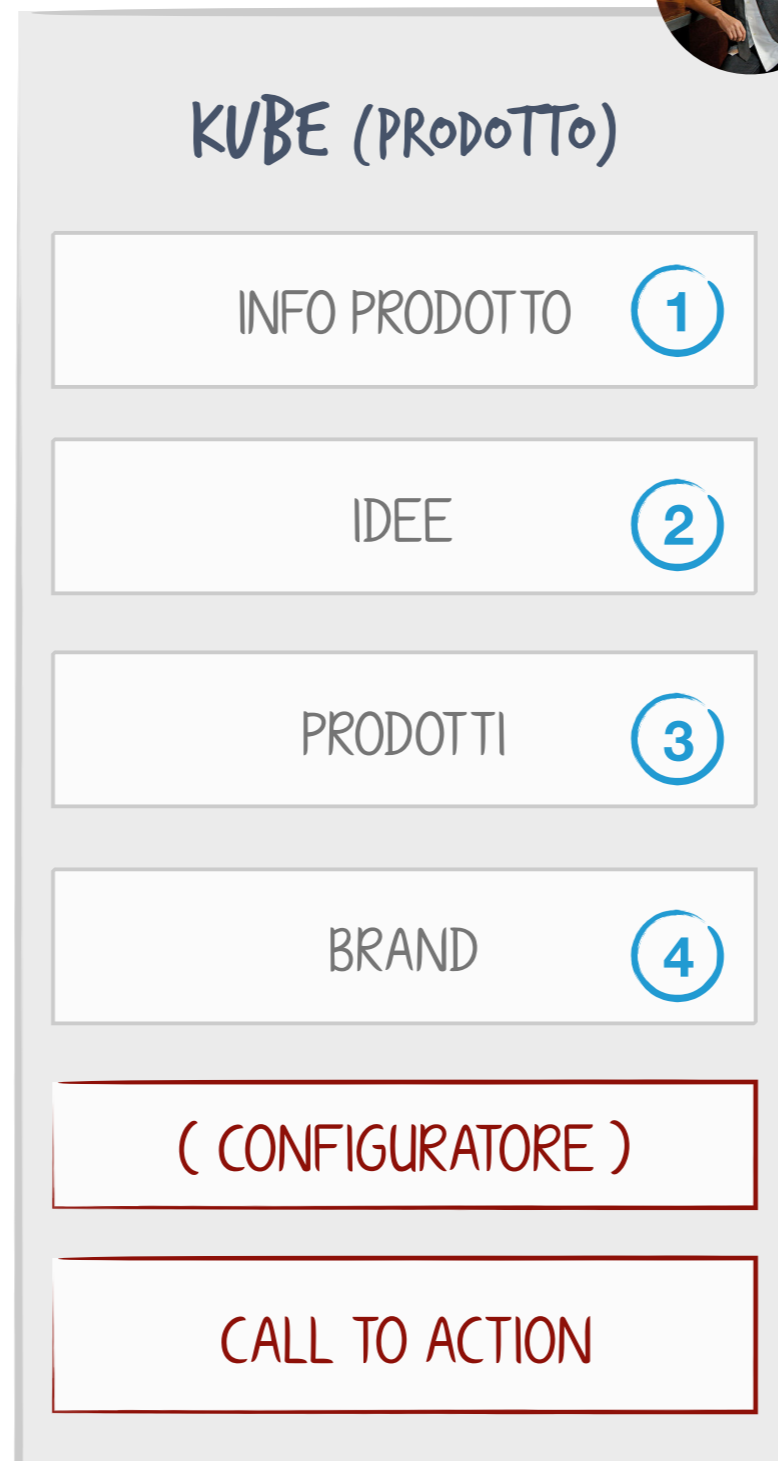 KUBE (PRODOTTO)
INFO PRODOTTO 1
IDEE 2
PRODOTTI 3
BRAND 4
( CONFIGURATORE )
CALL TO ACTION